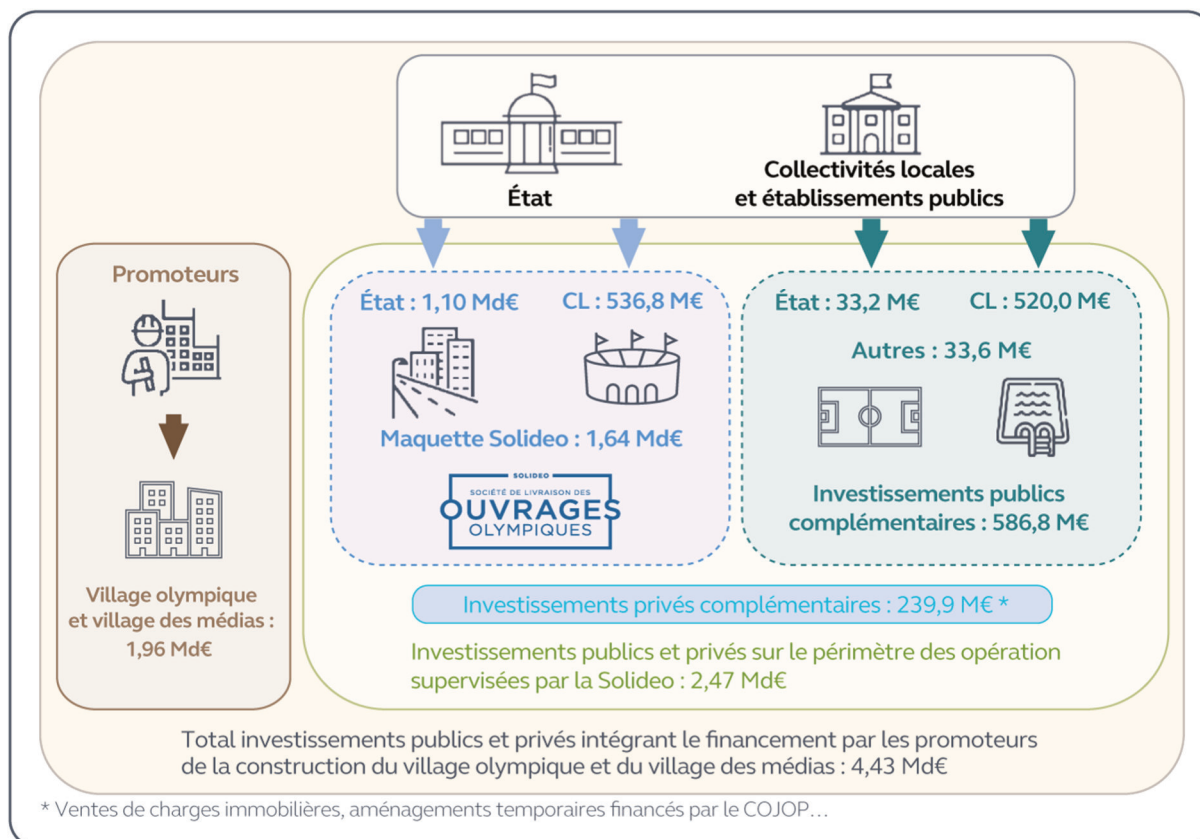 État
Collectivités locales
et établissements publics
Promoteurs
Village olympique
et village des médias :
1,96 Md€
État : 1,10 Md€
CL : 536,8 M€
Maquette Solideo : 1,64 Md€
SOLIDEO
SOCIÉTÉ DE LIVRAISON DES
OUVRAGES
OLYMPIQUES
État : 33,2 M€
CL : 520,0 M€
Autres : 33,6 M€
Investissements publics
complémentaires : 586,8 M€
Investissements privés complémentaires : 239,9 M€ *
Investissements publics et privés sur le périmètre des opération
supervisées par la Solideo : 2,47 Md€
Total investissements publics et privés intégrant le financement par les promoteurs
de la construction du village olympique et du village des médias : 4,43 Md€
* Ventes de charges immobilières, aménagements temporaires financés par le COJOP...